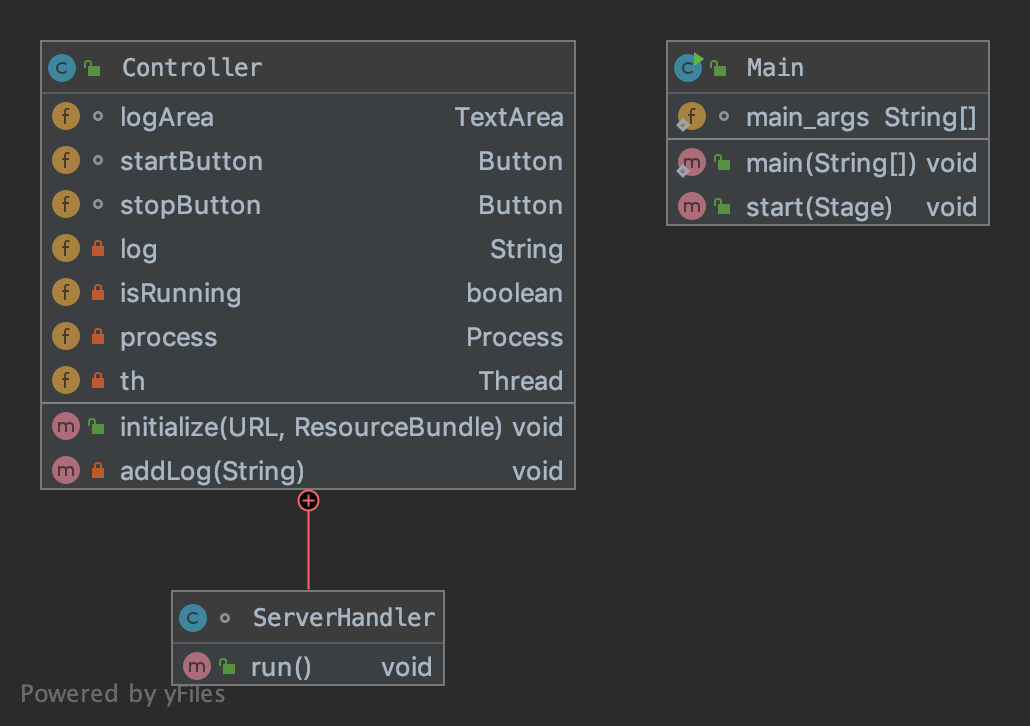 Controller
logArea TextArea
startButton Button
stopButton Button
log String
isRunning boolean
process Process
th Thread
initialize(URL, ResourceBundle) void
addLog(String) void
Main
main_args String[]
main(String[]) void
start(Stage) void
ServerHandler
run() void
Powered by yFiles